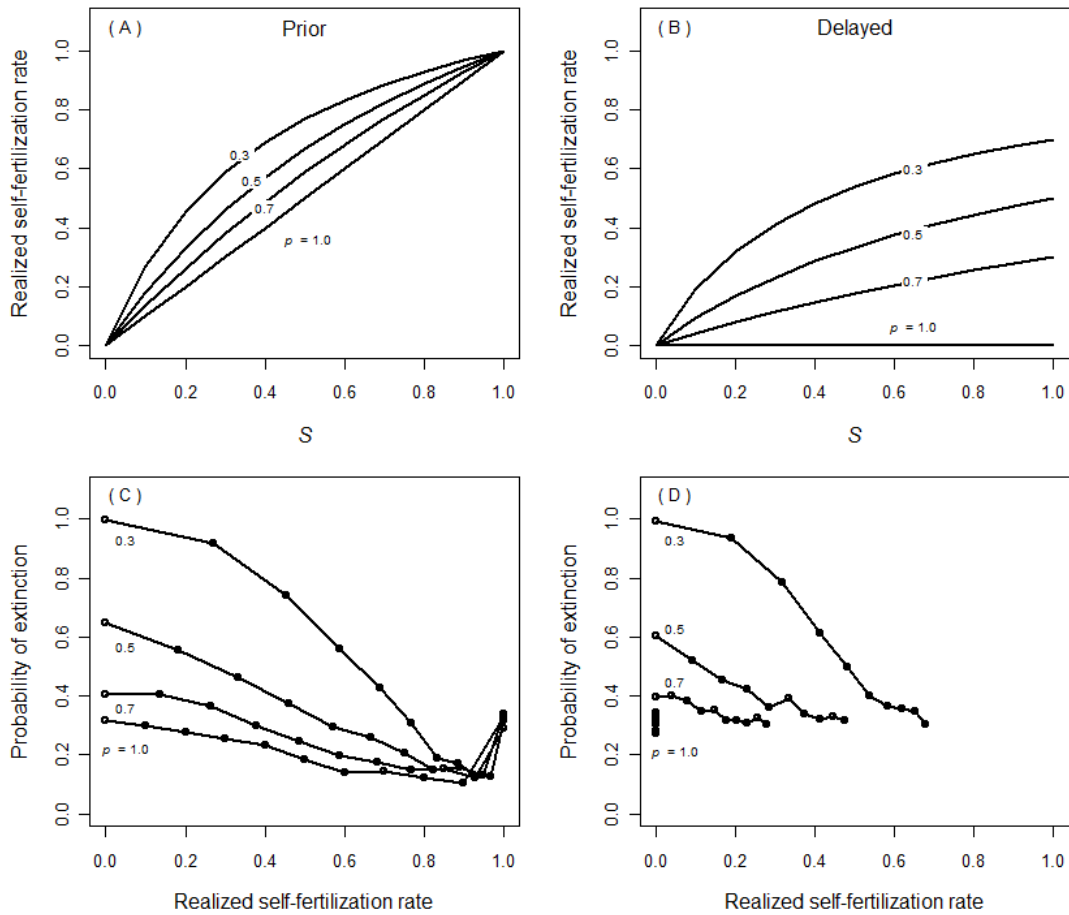 ( A )
Prior
Realized self-fertilization rate
1.0
0.8
0.6
0.4
0.2
0.0
0.3
0.5
0.7
p = 1.0
0.0 0.2 0.4 0.6 0.8 1.0
S
( B )
Delayed
Realized self-fertilization rate
1.0
0.8
0.6
0.4
0.2
0.0
0.3
0.5
0.7
p = 1.0
0.0 0.2 0.4 0.6 0.8 1.0
S
( C )
Probability of extinction
1.0
0.8
0.6
0.4
0.2
0.0
0.3
0.5
0.7
p = 1.0
0.0 0.2 0.4 0.6 0.8 1.0
Realized self-fertilization rate
( D )
Probability of extinction
1.0
0.8
0.6
0.4
0.2
0.0
0.3
0.5
0.7
p = 1.0
0.0 0.2 0.4 0.6 0.8 1.0
Realized self-fertilization rate